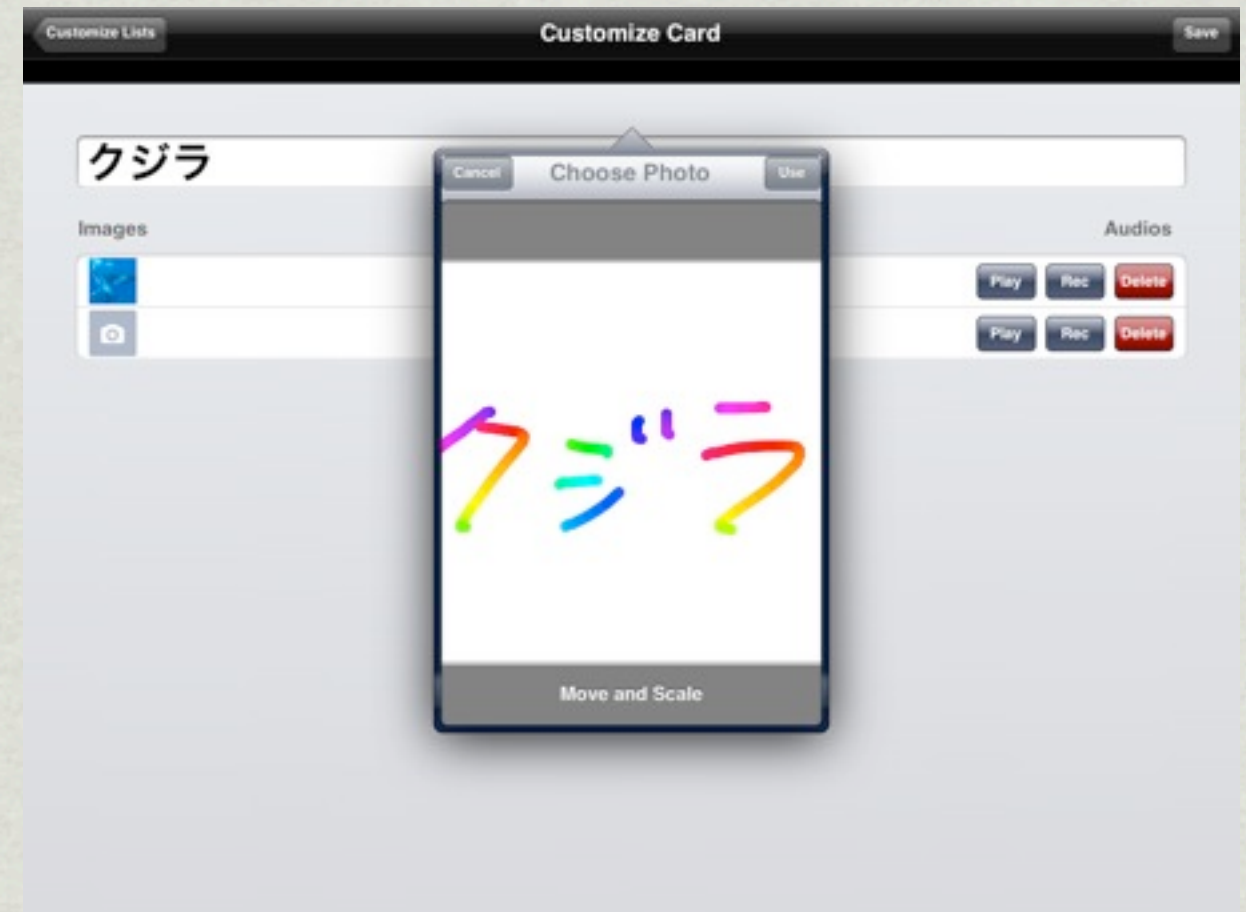 Customize Lists Customize Card Save
クジラ
Cancel Choose Photo Use
Images Audios
Play Rec Delete
Play Rec Delete
クジラ
Move and Scale